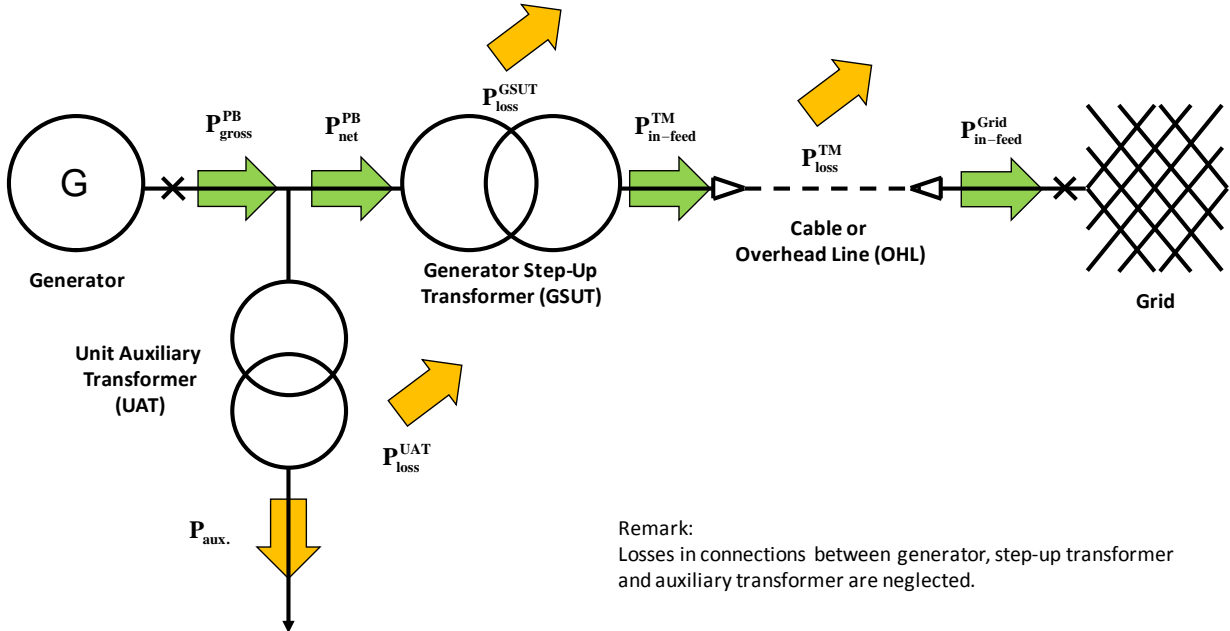 P^PB_gross
P^PB_net
P^GSUT_loss
P^TM_in−feed
P^TM_loss
P^Grid_in−feed
G
Generator
Generator Step-Up
Transformer (GSUT)
Cable or
Overhead Line (OHL)
Grid
Unit Auxiliary
Transformer
(UAT)
P^UAT_loss
P_aux.
Remark:
Losses in connections between generator, step-up transformer
and auxiliary transformer are neglected.